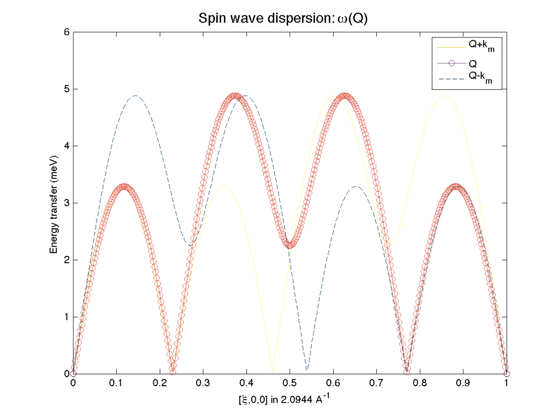 Spin wave dispersion: ω(Q)
6
5
4
3
2
1
0
Energy transfer (meV)
Q+k_m
Q
Q-k_m
0 0.1 0.2 0.3 0.4 0.5 0.6 0.7 0.8 0.9 1
[ξ,0,0] in 2.0944 A⁻¹